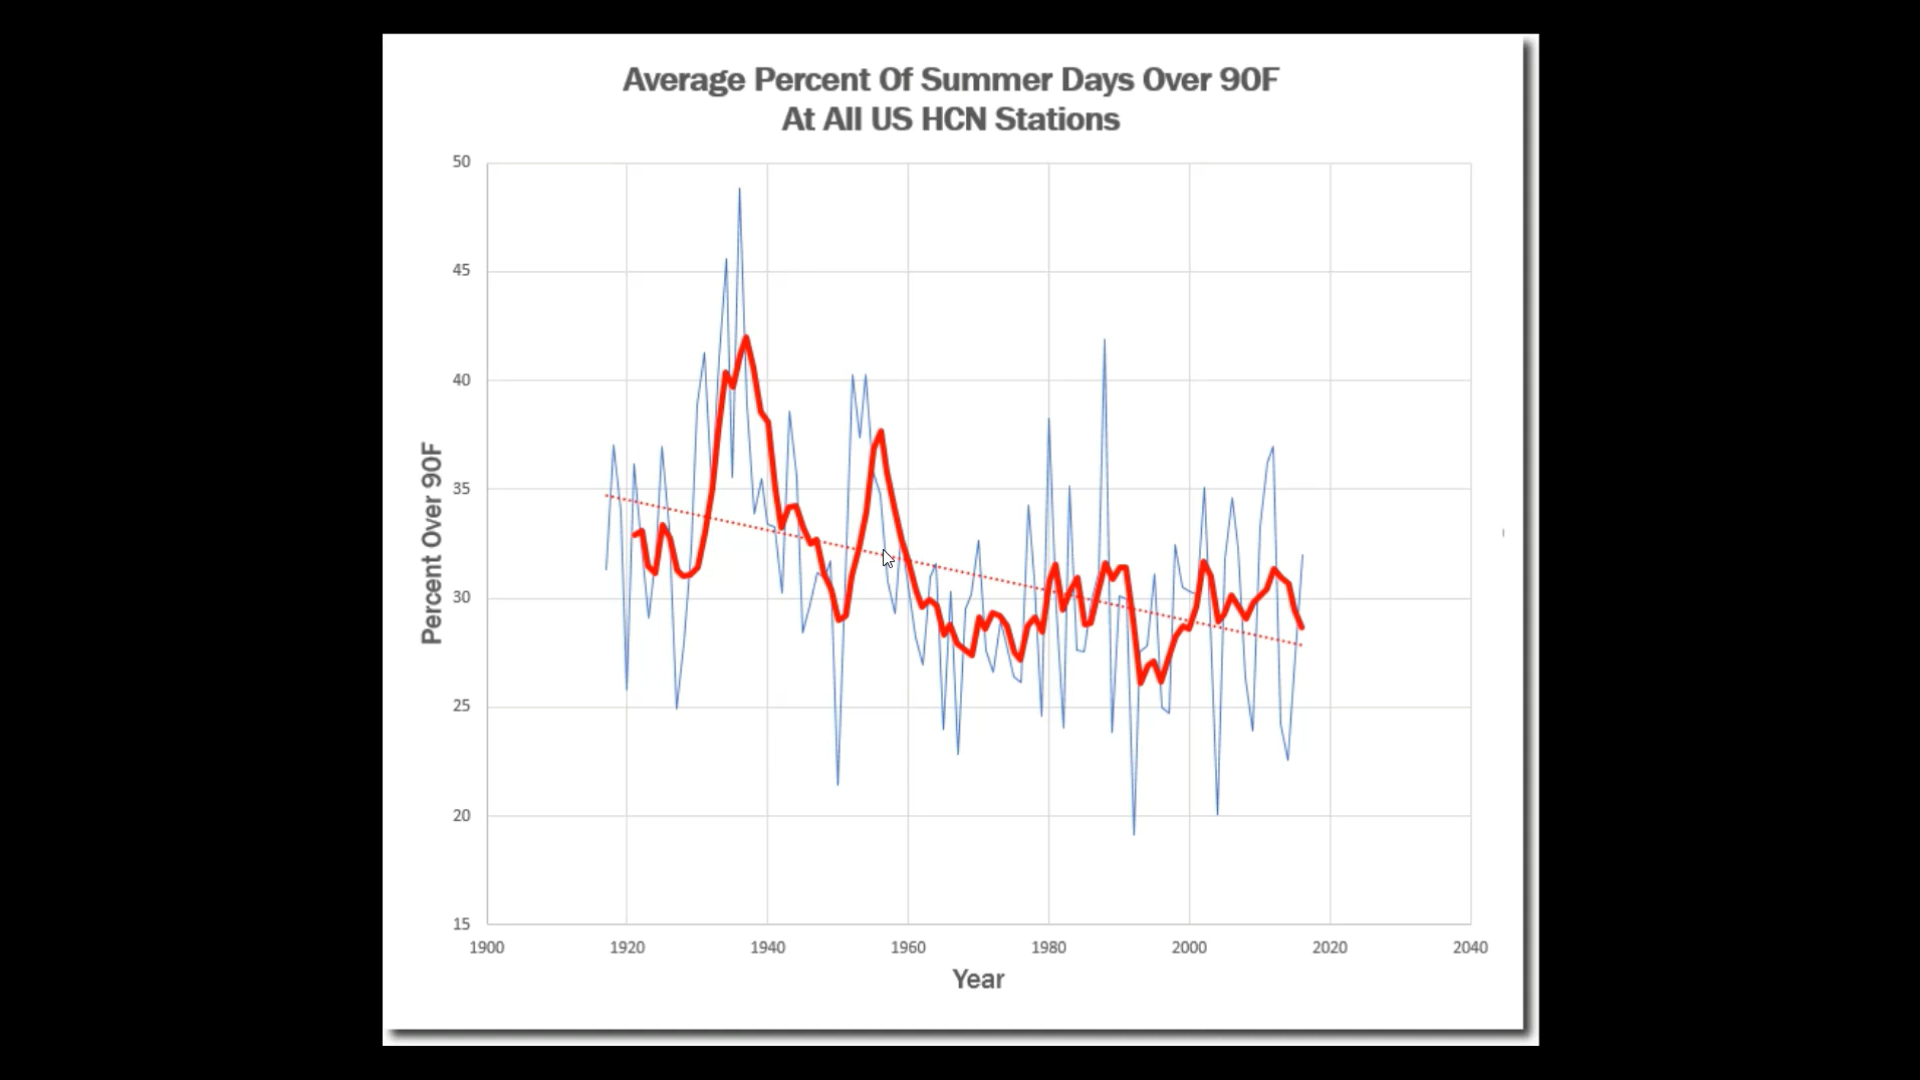 Average Percent Of Summer Days Over 90F
At All US HCN Stations
50
45
40
35
30
25
20
15
Percent Over 90F
1900 1920 1940 1960 1980 2000 2020 2040
Year